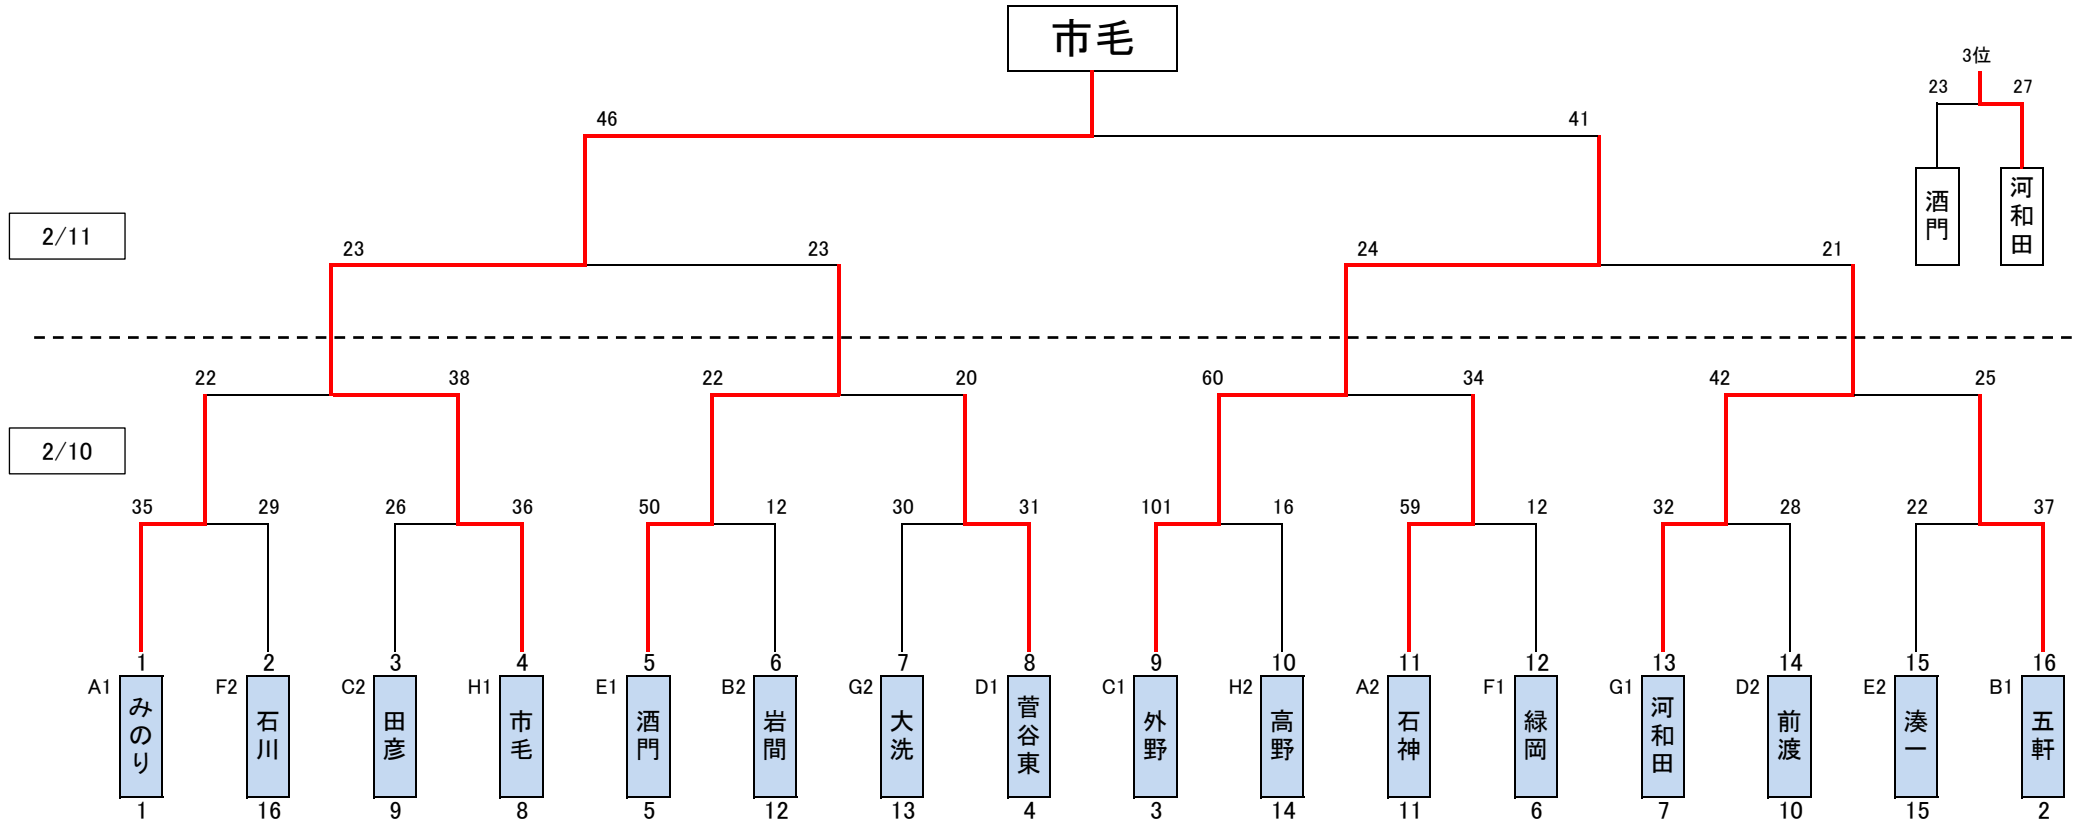 市毛
3位
23 27
46 41
酒門 河和田
2/11
23 23 24 21
22 38 22 20 60 34 42 25
2/10
35 29 26 36 50 12 30 31 101 16 59 12 32 28 22 37
1 2 3 4 5 6 7 8 9 10 11 12 13 14 15 16
A1 F2 C2 H1 E1 B2 G2 D1 C1 H2 A2 F1 G1 D2 E2 B1
みのり 石川 田彦 市毛 酒門 岩間 大洗 菅谷東 外野 高野 石神 緑岡 河和田 前渡 湊一 五軒
1 16 9 8 5 12 13 4 3 14 11 6 7 10 15 2